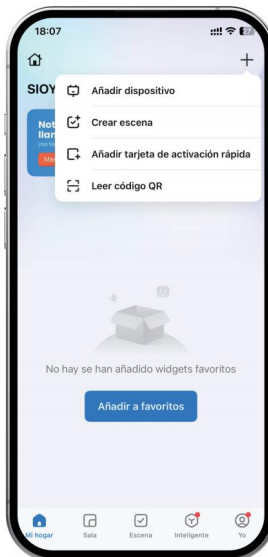 18:07
SIOY
Añadir dispositivo
Crear escena
Añadir tarjeta de activación rápida
Leer código QR
No hay se han añadido widgets favoritos
Añadir a favoritos
Mi hogar
Sala
Escena
Inteligente
Yo